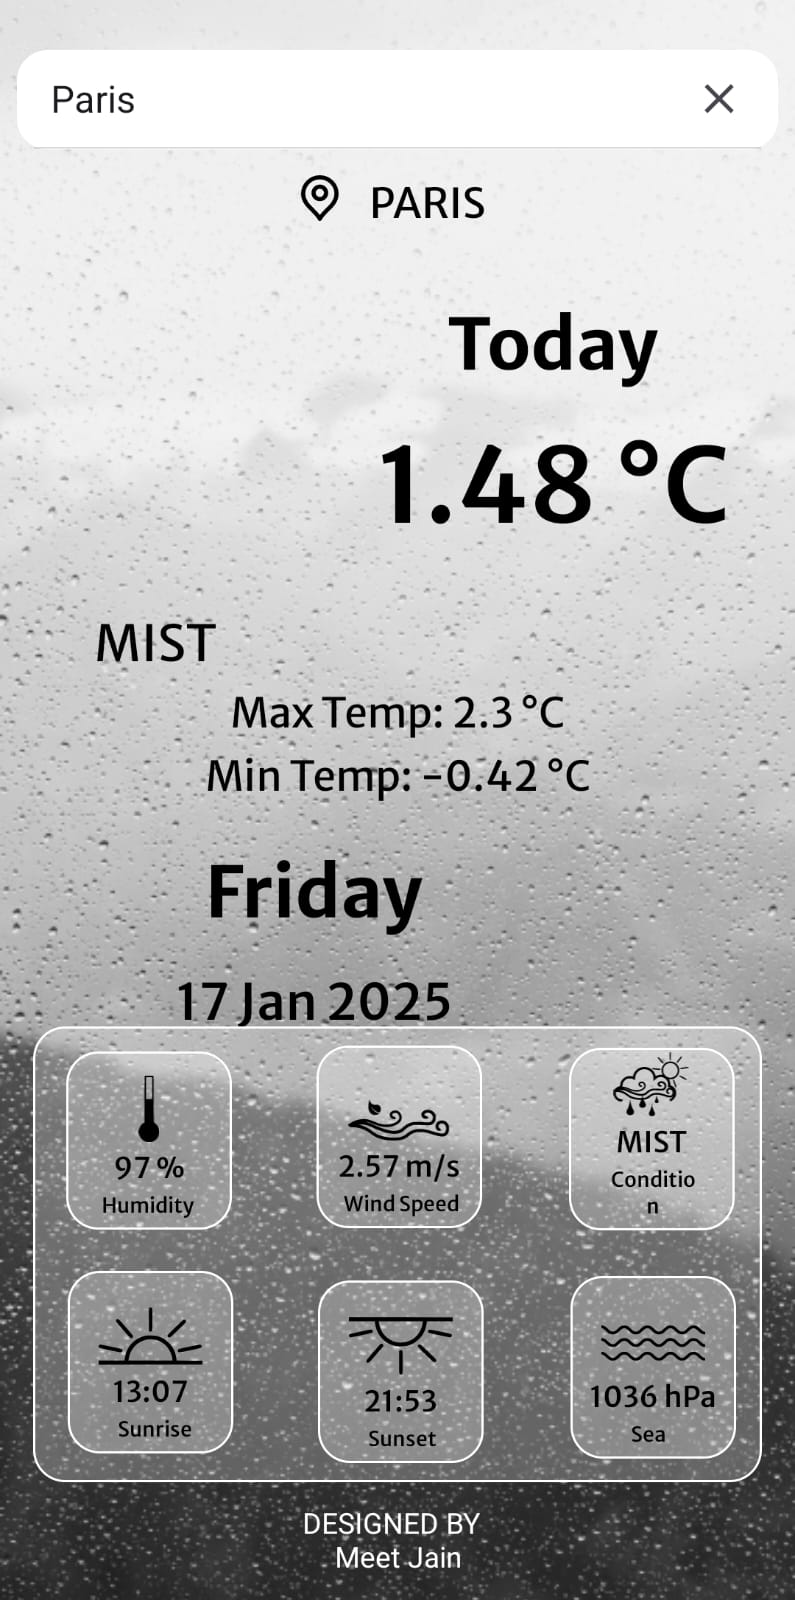 Paris
PARIS
Today
1.48 °C
MIST
Max Temp: 2.3 °C
Min Temp: -0.42 °C
Friday
17 Jan 2025
97 %
Humidity
2.57 m/s
Wind Speed
MIST
Conditio
n
13:07
Sunrise
21:53
Sunset
1036 hPa
Sea
DESIGNED BY
Meet Jain